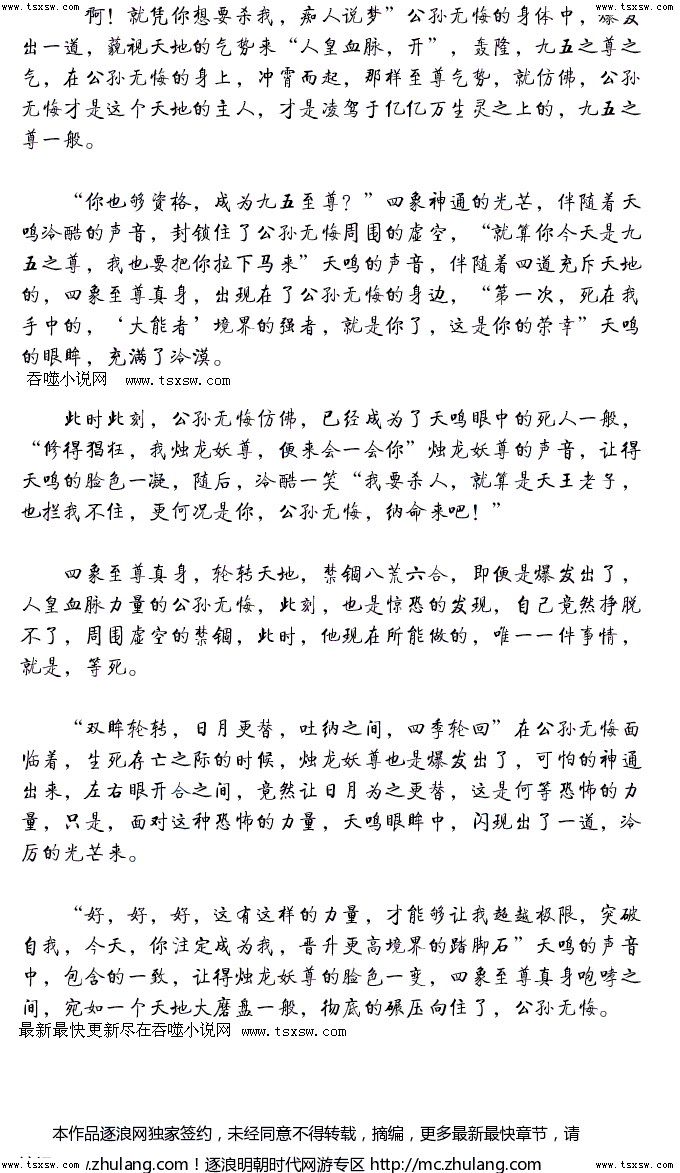 www.tsxsw.com www.tsxsw.com
啊！就凭你想要杀我，痴人说梦”公孙无悔的身体中，爆发
出一道，藐视天地的气势来“人皇血脉，开”，轰隆，九五之尊之
气，在公孙无悔的身上，冲霄而起，那样至尊气势，就仿佛，公孙
无悔才是这个天地的主人，才是凌驾于亿亿万生灵之上的，九五之
尊一般。
“你也够资格，成为九五至尊？”四象神通的光芒，伴随着天
鸣冷酷的声音，封锁住了公孙无悔周围的虚空，“就算你今天是九
五之尊，我也要把你拉下马来”天鸣的声音，伴随着四道充斥天地
的，四象至尊真身，出现在了公孙无悔的身边，“第一次，死在我
手中的，‘大能者’境界的强者，就是你了，这是你的荣幸”天鸣
的眼眸，充满了冷漠。
吞噬小说网 www.tsxsw.com
此时此刻，公孙无悔仿佛，已经成为了天鸣眼中的死人一般，
“修得猖狂，我烛龙妖尊，便来会一会你”烛龙妖尊的声音，让得
天鸣的脸色一凝，随后，冷酷一笑“我要杀人，就算是天王老子，
也拦我不住，更何况是你，公孙无悔，纳命来吧！”
四象至尊真身，轮转天地，禁锢八荒六合，即便是爆发出了，
人皇血脉力量的公孙无悔，此刻，也是惊恐的发现，自己竟然挣脱
不了，周围虚空的禁锢，此时，他现在所能做的，唯一一件事情，
就是，等死。
“双眸轮转，日月更替，吐纳之间，四季轮回”在公孙无悔面
临着，生死存亡之际的时候，烛龙妖尊也是爆发出了，可怕的神通
出来，左右眼开合之间，竟然让日月为之更替，这是何等恐怖的力
量，只是，面对这种恐怖的力量，天鸣眼眸中，闪现出了一道，冷
厉的光芒来。
“好，好，好，这有这样的力量，才能够让我超越极限，突破
自我，今天，你注定成为我，晋升更高境界的踏脚石”天鸣的声音
中，包含的一致，让得烛龙妖尊的脸色一变，四象至尊真身咆哮之
间，宛如一个天地大磨盘一般，彻底的碾压向住了，公孙无悔。
最新最快更新尽在吞噬小说网 www.tsxsw.com
本作品逐浪网独家签约，未经同意不得转载，摘编，更多最新最快章节，请
www.tsxsw.com .zhulang.com！逐浪明朝时代网游专区 http://mc.zhulang.com www.tsxsw.com